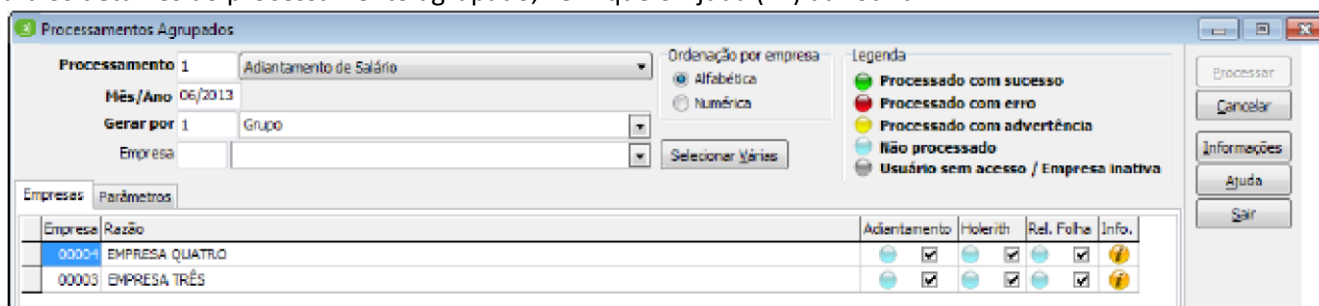 Processamentos Agrupados
Processamento 1 Adiantamento de Salário
Mês/Ano 06/2013
Gerar por 1 Grupo
Empresa
Ordenação por empresa
Alfabética
Numérica
Selecionar Várias
Legenda
Processado com sucesso
Processado com erro
Processado com advertência
Não processado
Usuário sem acesso / Empresa inativa
Processar
Cancelar
Informações
Ajuda
Sair
Empresas Parâmetros
Empresa Razão Adiantamento Holerith Rel. Folha Info.
00004 EMPRESA QUATRO
00003 EMPRESA TRÊS